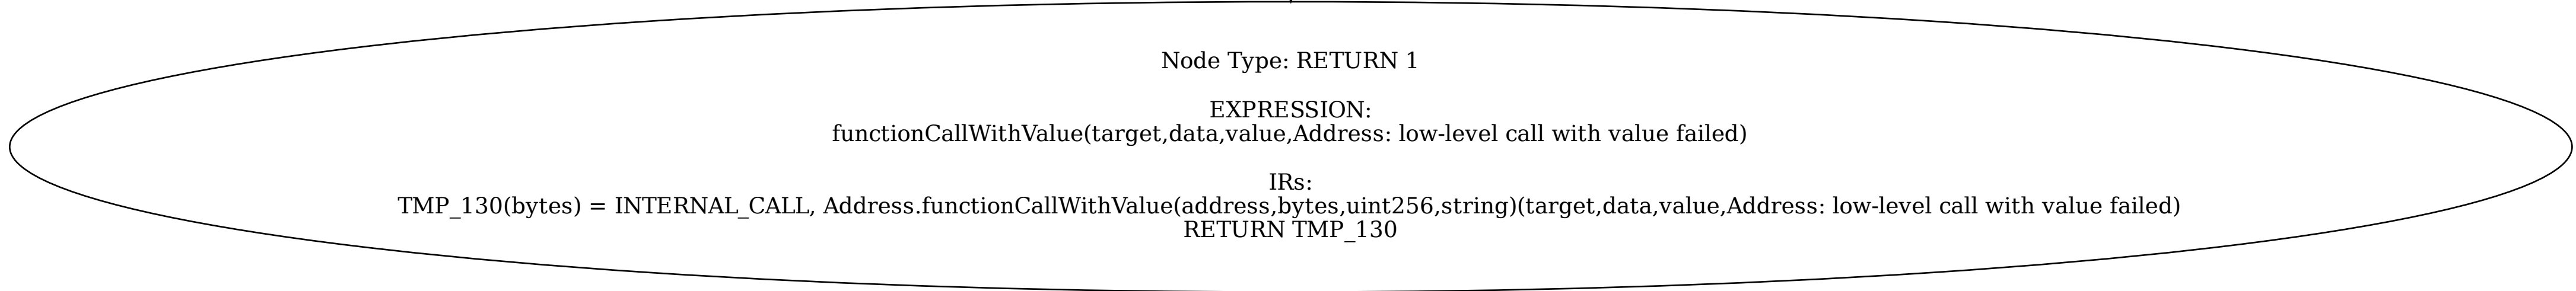 Node Type: RETURN 1
EXPRESSION:
functionCallWithValue(target,data,value,Address: low-level call with value failed)
IRs:
TMP_130(bytes) = INTERNAL_CALL, Address.functionCallWithValue(address,bytes,uint256,string)(target,data,value,Address: low-level call with value failed)
RETURN TMP_130